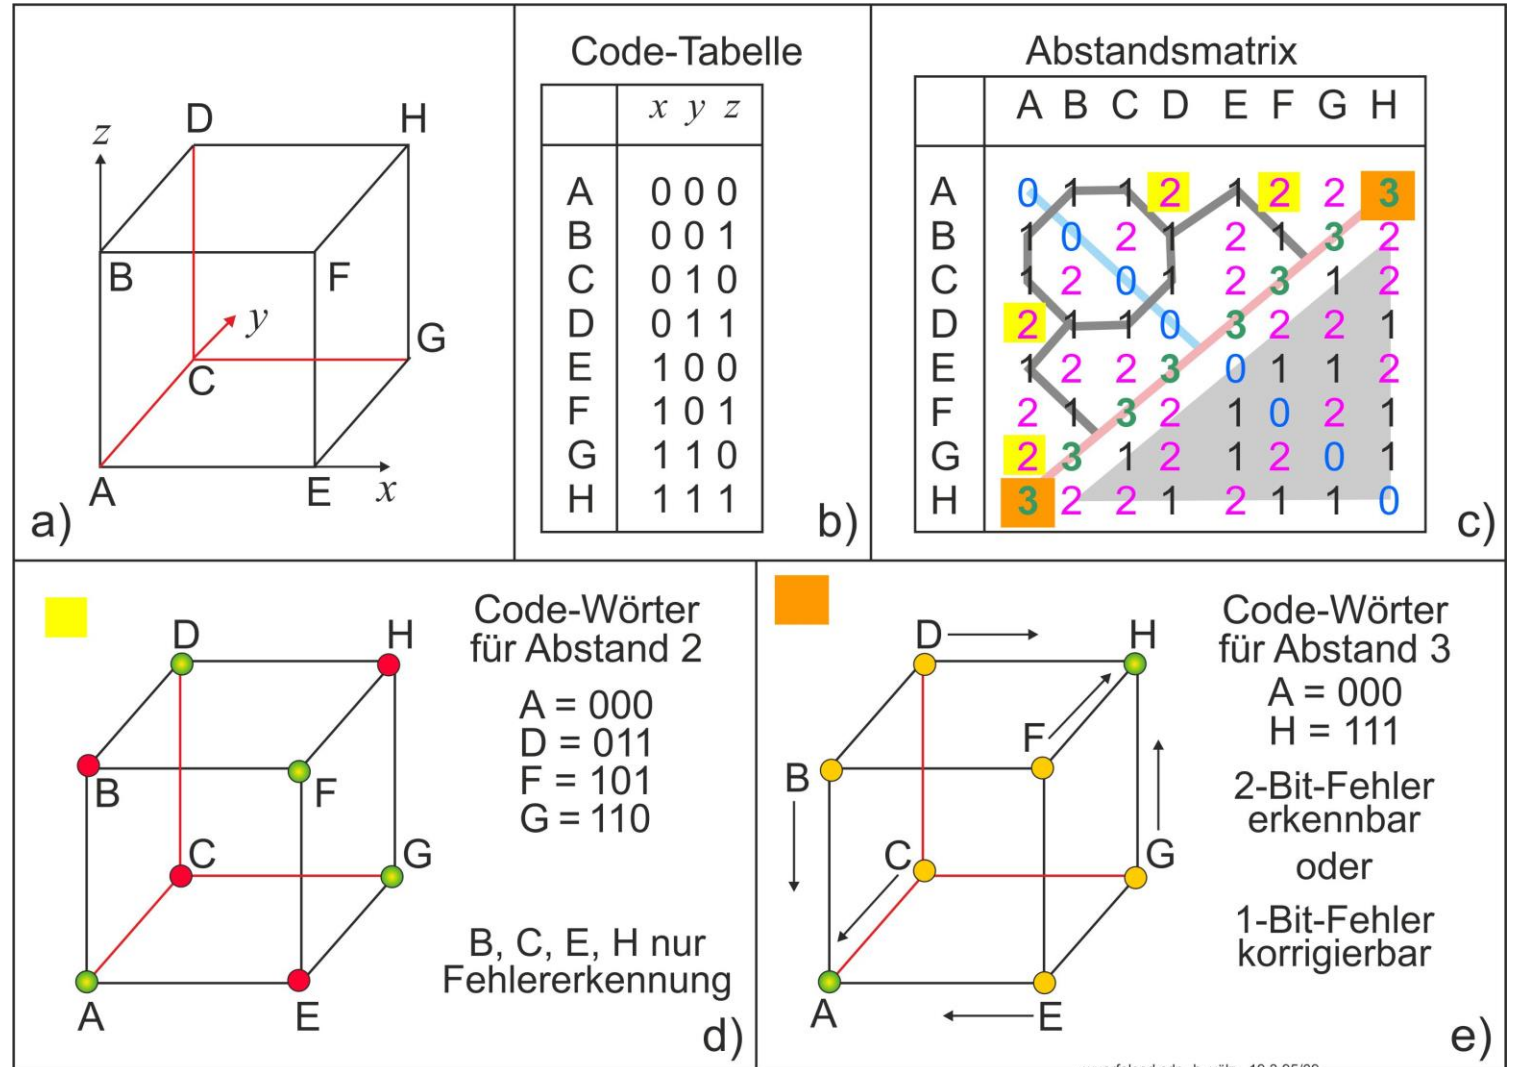 D H
z
B F
y G
C
A E x
a)
Code-Tabelle
x y z
A 0 0 0
B 0 0 1
C 0 1 0
D 0 1 1
E 1 0 0
F 1 0 1
G 1 1 0
H 1 1 1
b)
Abstandsmatrix
A B C D E F G H
A 0 1 1 2 1 2 2 3
B 1 0 2 1 2 1 3 2
C 1 2 0 1 2 3 1 2
D 2 1 1 0 3 2 2 1
E 1 2 2 3 0 1 1 2
F 2 1 3 2 1 0 2 1
G 2 3 1 2 1 2 0 1
H 3 2 2 1 2 1 1 0
c)
D H
B F
C G
A E
Code-Wörter
für Abstand 2
A = 000
D = 011
F = 101
G = 110
B, C, E, H nur
Fehlererkennung
d)
D H
F
B
C G
A E
Code-Wörter
für Abstand 3
A = 000
H = 111
2-Bit-Fehler
erkennbar
oder
1-Bit-Fehler
korrigierbar
e)